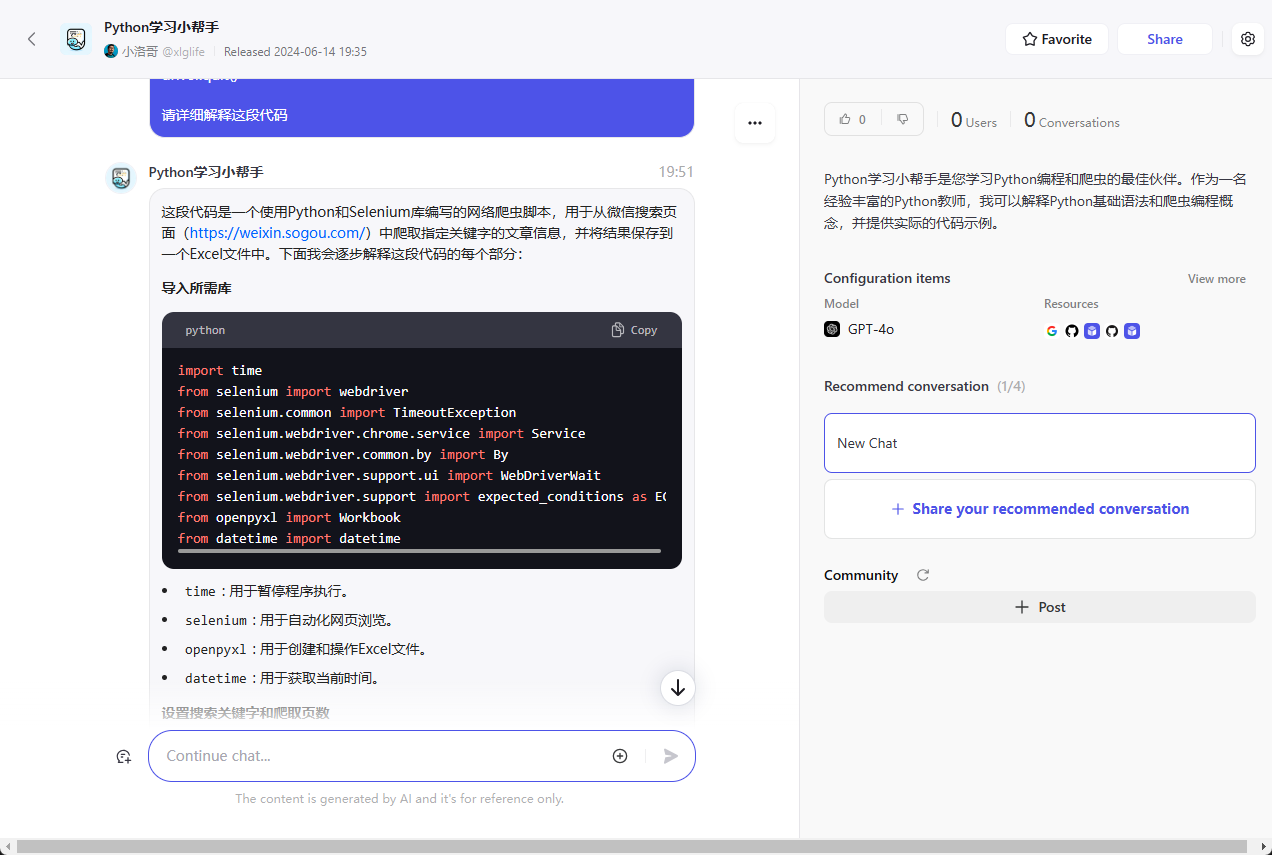 Python学习小帮手
小洛哥 @xlglife Released 2024-06-14 19:35
Favorite
Share
请详细解释这段代码
Python学习小帮手 19:51
这段代码是一个使用Python和Selenium库编写的网络爬虫脚本，用于从微信搜索页
面（https://weixin.sogou.com/）中爬取指定关键字的文章信息，并将结果保存到
一个Excel文件中。下面我会逐步解释这段代码的每个部分：
导入所需库
python Copy
import time
from selenium import webdriver
from selenium.common import TimeoutException
from selenium.webdriver.chrome.service import Service
from selenium.webdriver.common.by import By
from selenium.webdriver.support.ui import WebDriverWait
from selenium.webdriver.support import expected_conditions as EC
from openpyxl import Workbook
from datetime import datetime
• time：用于暂停程序执行。
• selenium：用于自动化网页浏览。
• openpyxl：用于创建和操作Excel文件。
• datetime：用于获取当前时间。
设置搜索关键字和爬取页数
Continue chat...
The content is generated by AI and it's for reference only.
0
0 Users
0 Conversations
Python学习小帮手是您学习Python编程和爬虫的最佳伙伴。作为一名
经验丰富的Python教师，我可以解释Python基础语法和爬虫编程概
念，并提供实际的代码示例。
Configuration items View more
Model Resources
GPT-4o
Recommend conversation (1/4)
New Chat
Share your recommended conversation
Community
Post